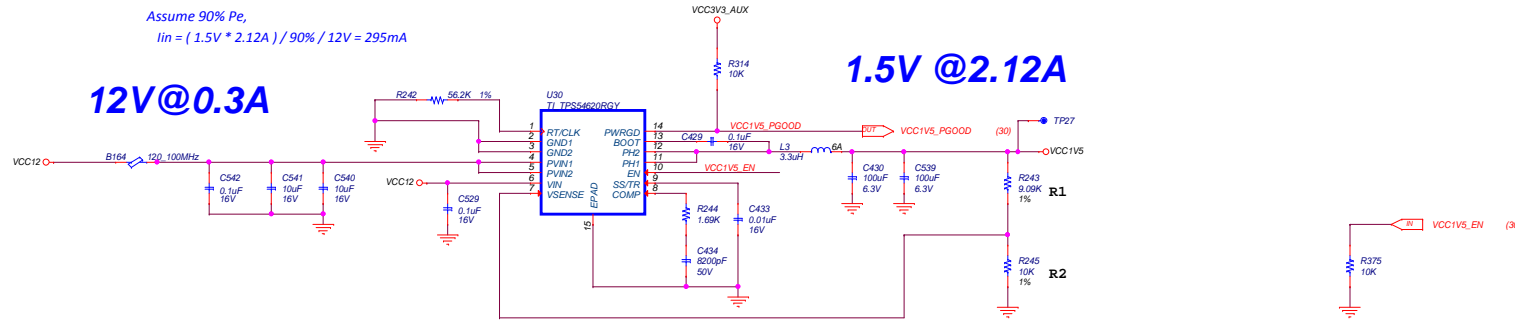 Assume 90% Pe,
Iin = ( 1.5V * 2.12A ) / 90% / 12V = 295mA
12V@0.3A
1.5V @2.12A
VCC3V3_AUX
R314
10K
R242 56.2K 1%
U30
TI_TPS54620RGY
1 RT/CLK
2 GND1
3 GND2
4 PVIN1
5 PVIN2
6 VIN
7 VSENSE
PWRGD 14
BOOT 13
PH2 12
PH1 11
EN 10
SS/TR 9
COMP 8
EPAD
15
VCC1V5_PGOOD
OUT VCC1V5_PGOOD (30)
TP27
C429 0.1uF
16V
L3 6A
3.3uH
VCC1V5
VCC1V5_EN
VCC12
B164 120_100MHz
C542
0.1uF
16V
C541
10uF
16V
C540
10uF
16V
VCC12
C529
0.1uF
16V
R244
1.69K
C433
0.01uF
16V
C434
8200pF
50V
C430
100uF
6.3V
C539
100uF
6.3V
R243
9.09K
1%
R1
R245
10K
1%
R2
IN VCC1V5_EN (3
R375
10K